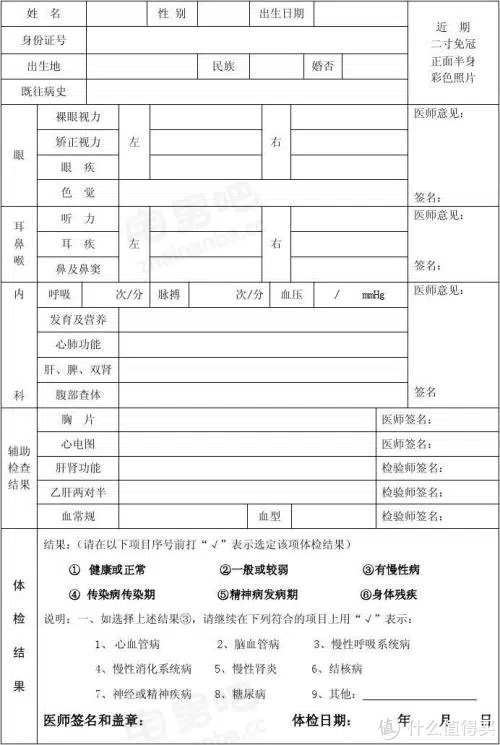 姓 名 性 别 出生日期
近 期
二寸免冠
正面半身
彩色照片
身份证号
出生地 民族 婚否
既往病史
眼
裸眼视力
矫正视力
眼 疾
色 觉
左
右
医师意见：
签名：
耳
鼻
喉
听 力
耳 疾
鼻及鼻窦
左
右
医师意见：
签名：
内
科
呼吸 次/分 脉搏 次/分 血压 / mmHg
发育及营养
心肺功能
肝、脾、双肾
腹部查体
医师意见：
签名
辅助
检查
结果
胸 片 医师签名：
心电图 医师签名：
肝肾功能 检验师签名：
乙肝两对半 检验师签名：
血常规 血型 检验师签名：
体
检
结
果
结果：（请在以下项目序号前打“√”表示选定该项体检结果）
① 健康或正常 ②一般或较弱 ③有慢性病
④ 传染病传染期 ⑤精神病发病期 ⑥身体残疾
说明：一、如选择上述结果③，请继续在下列符合的项目上用“√”表示：
1、 心血管病 2、脑血管病 3、慢性呼吸系统病
4、慢性消化系统病 5、慢性肾炎 6、结核病
7、神经或精神疾病 8、糖尿病 9、其他：
医师签名和盖章： 体检日期： 年 月 日
宅男吧
zhainanba.cc
值 什么值得买